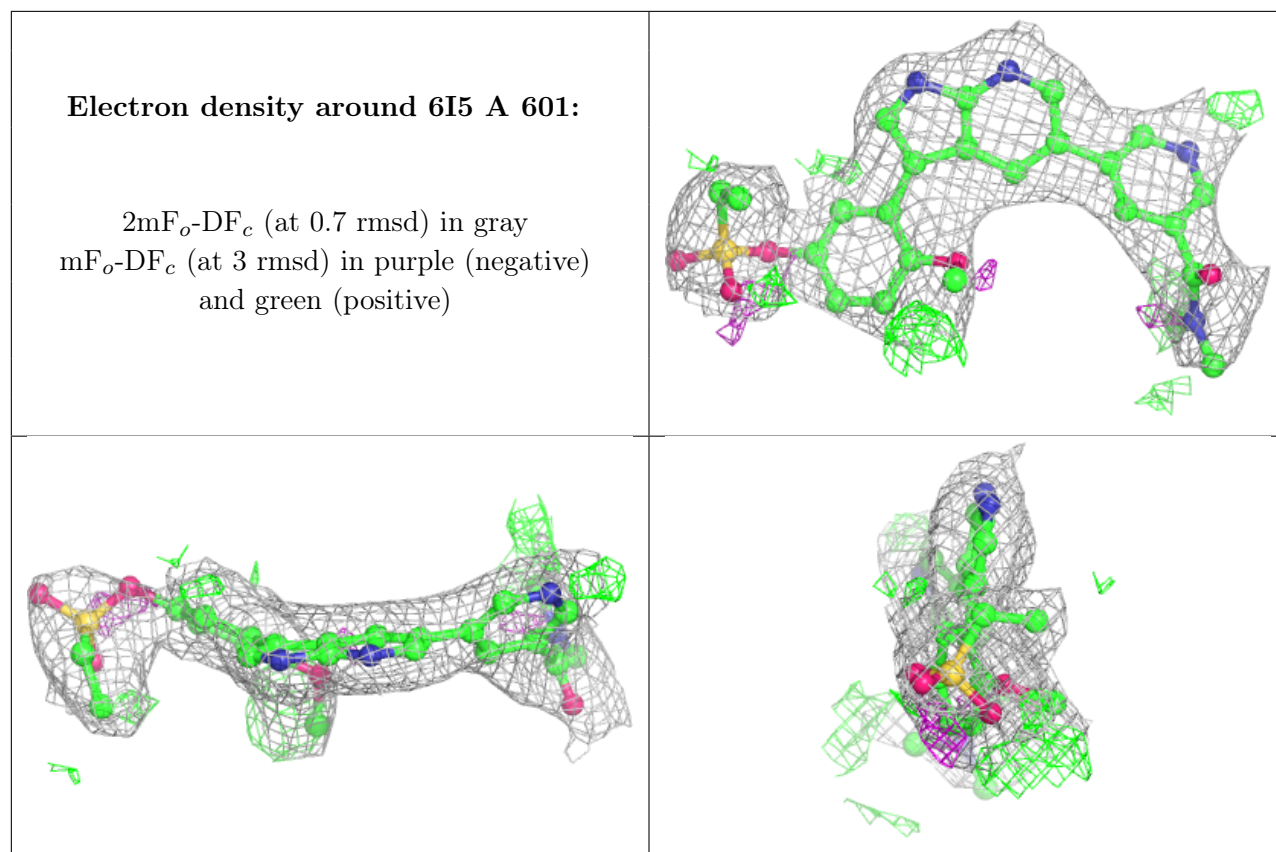 Electron density around 6I5 A 601:
2mFₒ-DF𝒸 (at 0.7 rmsd) in gray
mFₒ-DF𝒸 (at 3 rmsd) in purple (negative)
and green (positive)